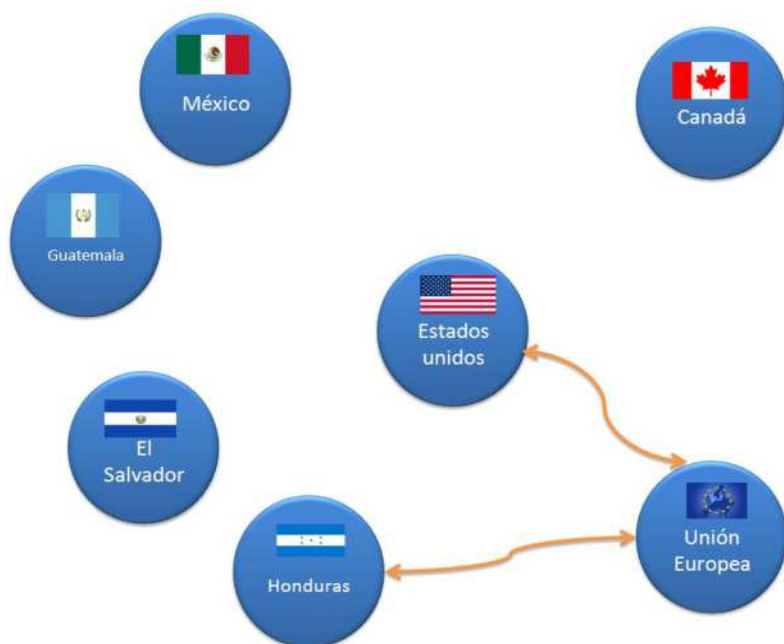 México
Canadá
Guatemala
Estados
unidos
El
Salvador
Unión
Europea
Honduras